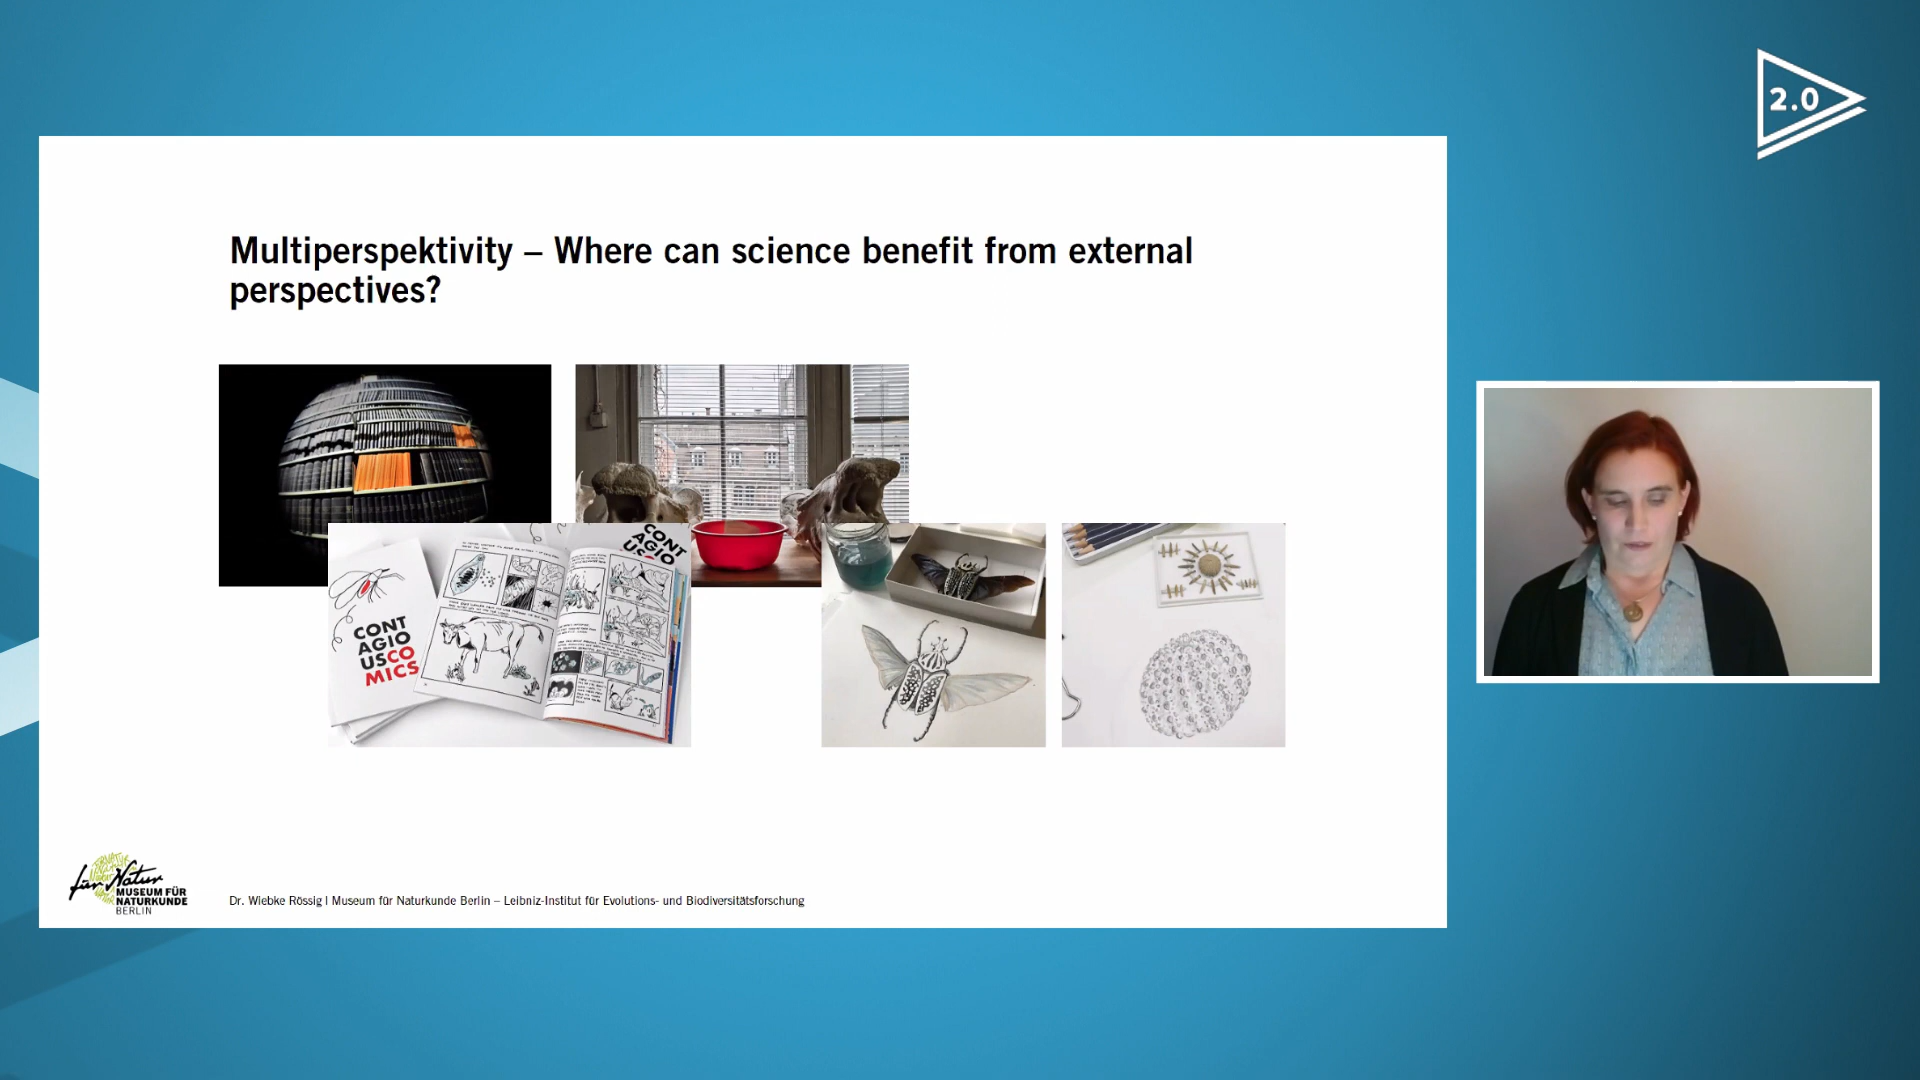 2.0
Multiperspektivity – Where can science benefit from external
perspectives?
CONT
AGIO
US
CONT
AGIO
USCO
MICS
für Natur
MUSEUM FÜR
NATURKUNDE
BERLIN
Dr. Wiebke Rössig | Museum für Naturkunde Berlin – Leibniz-Institut für Evolutions- und Biodiversitätsforschung